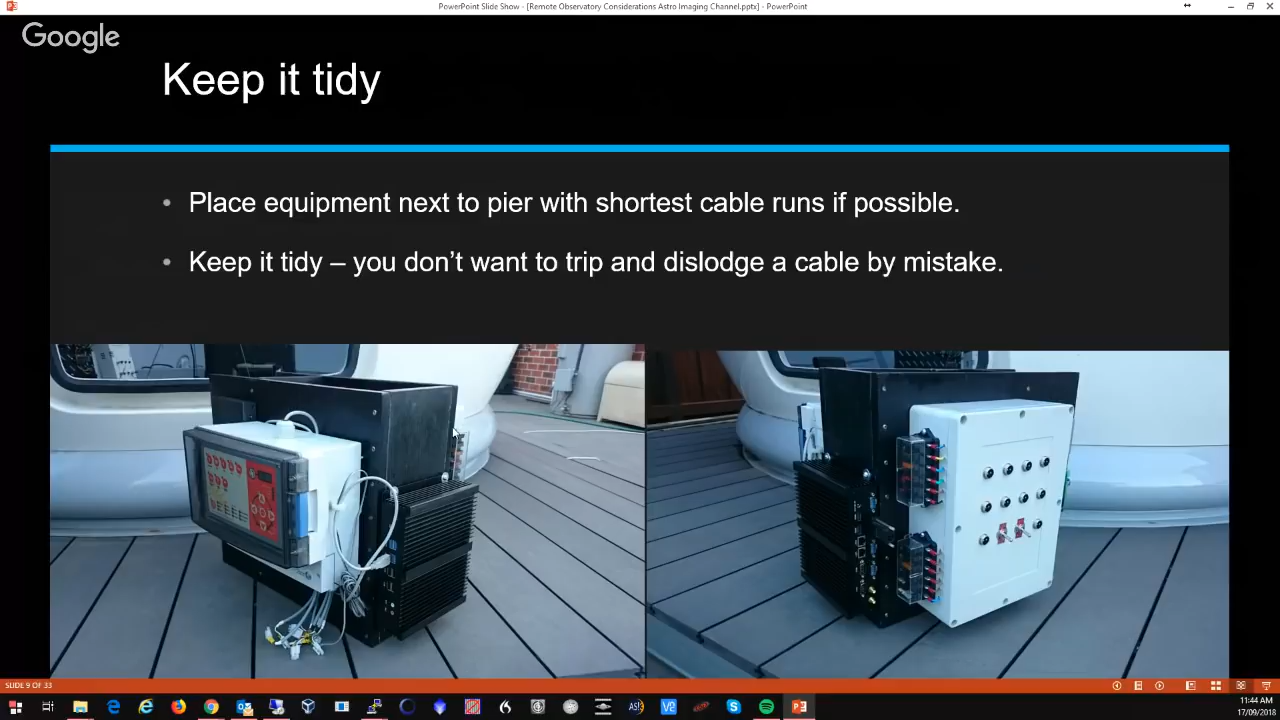 PowerPoint Slide Show - [Remote Observatory Considerations Astro Imaging Channel.pptx] - PowerPoint
Google
Keep it tidy
• Place equipment next to pier with shortest cable runs if possible.
• Keep it tidy – you don’t want to trip and dislodge a cable by mistake.
SLIDE 9 OF 33
11:44 AM
17/09/2018